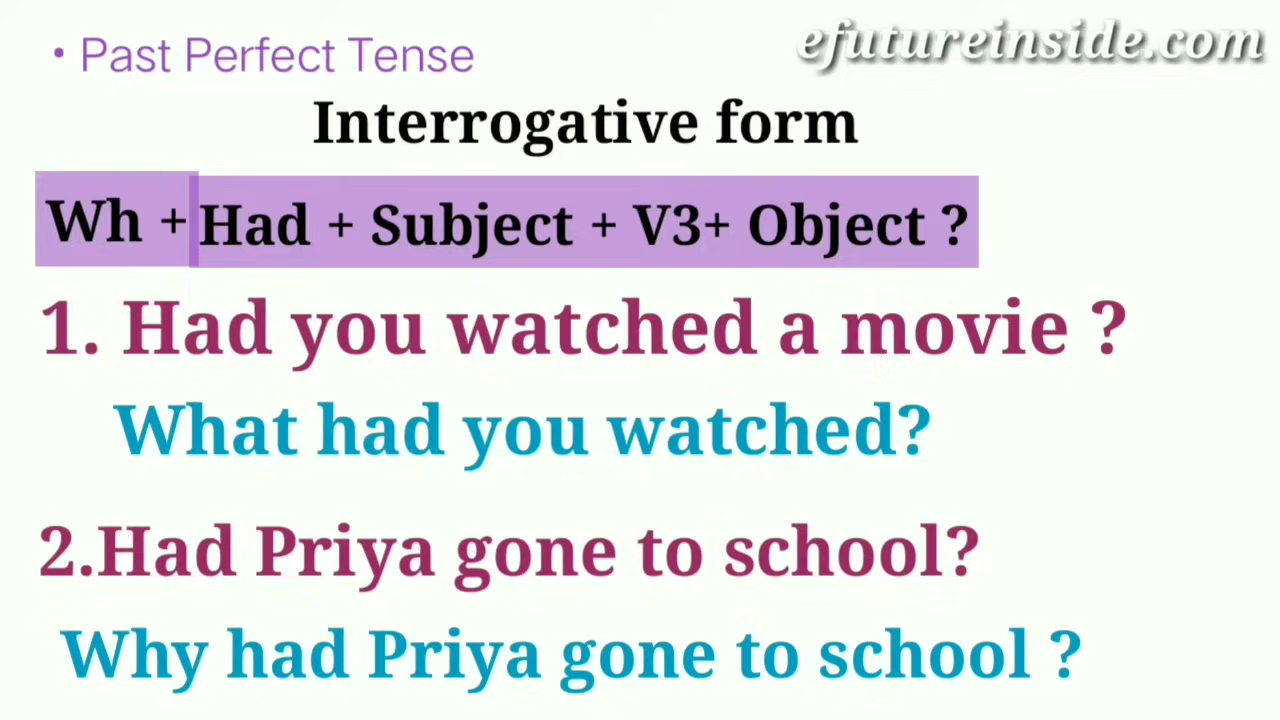 • Past Perfect Tense
efutureinside.com
Interrogative form
Wh + Had + Subject + V3+ Object ?
1. Had you watched a movie ?
What had you watched?
2.Had Priya gone to school?
Why had Priya gone to school ?